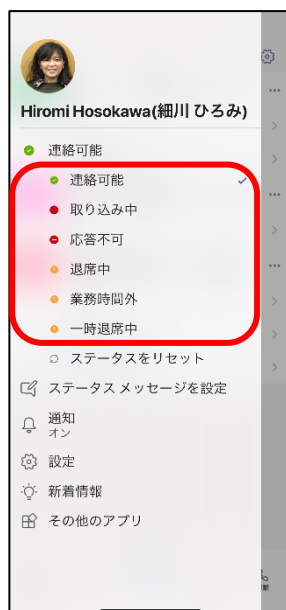 Hiromi Hosokawa(細川 ひろみ)
連絡可能
連絡可能
取り込み中
応答不可
退席中
業務時間外
一時退席中
ステータスをリセット
ステータス メッセージを設定
通知
オン
設定
新着情報
その他のアプリ